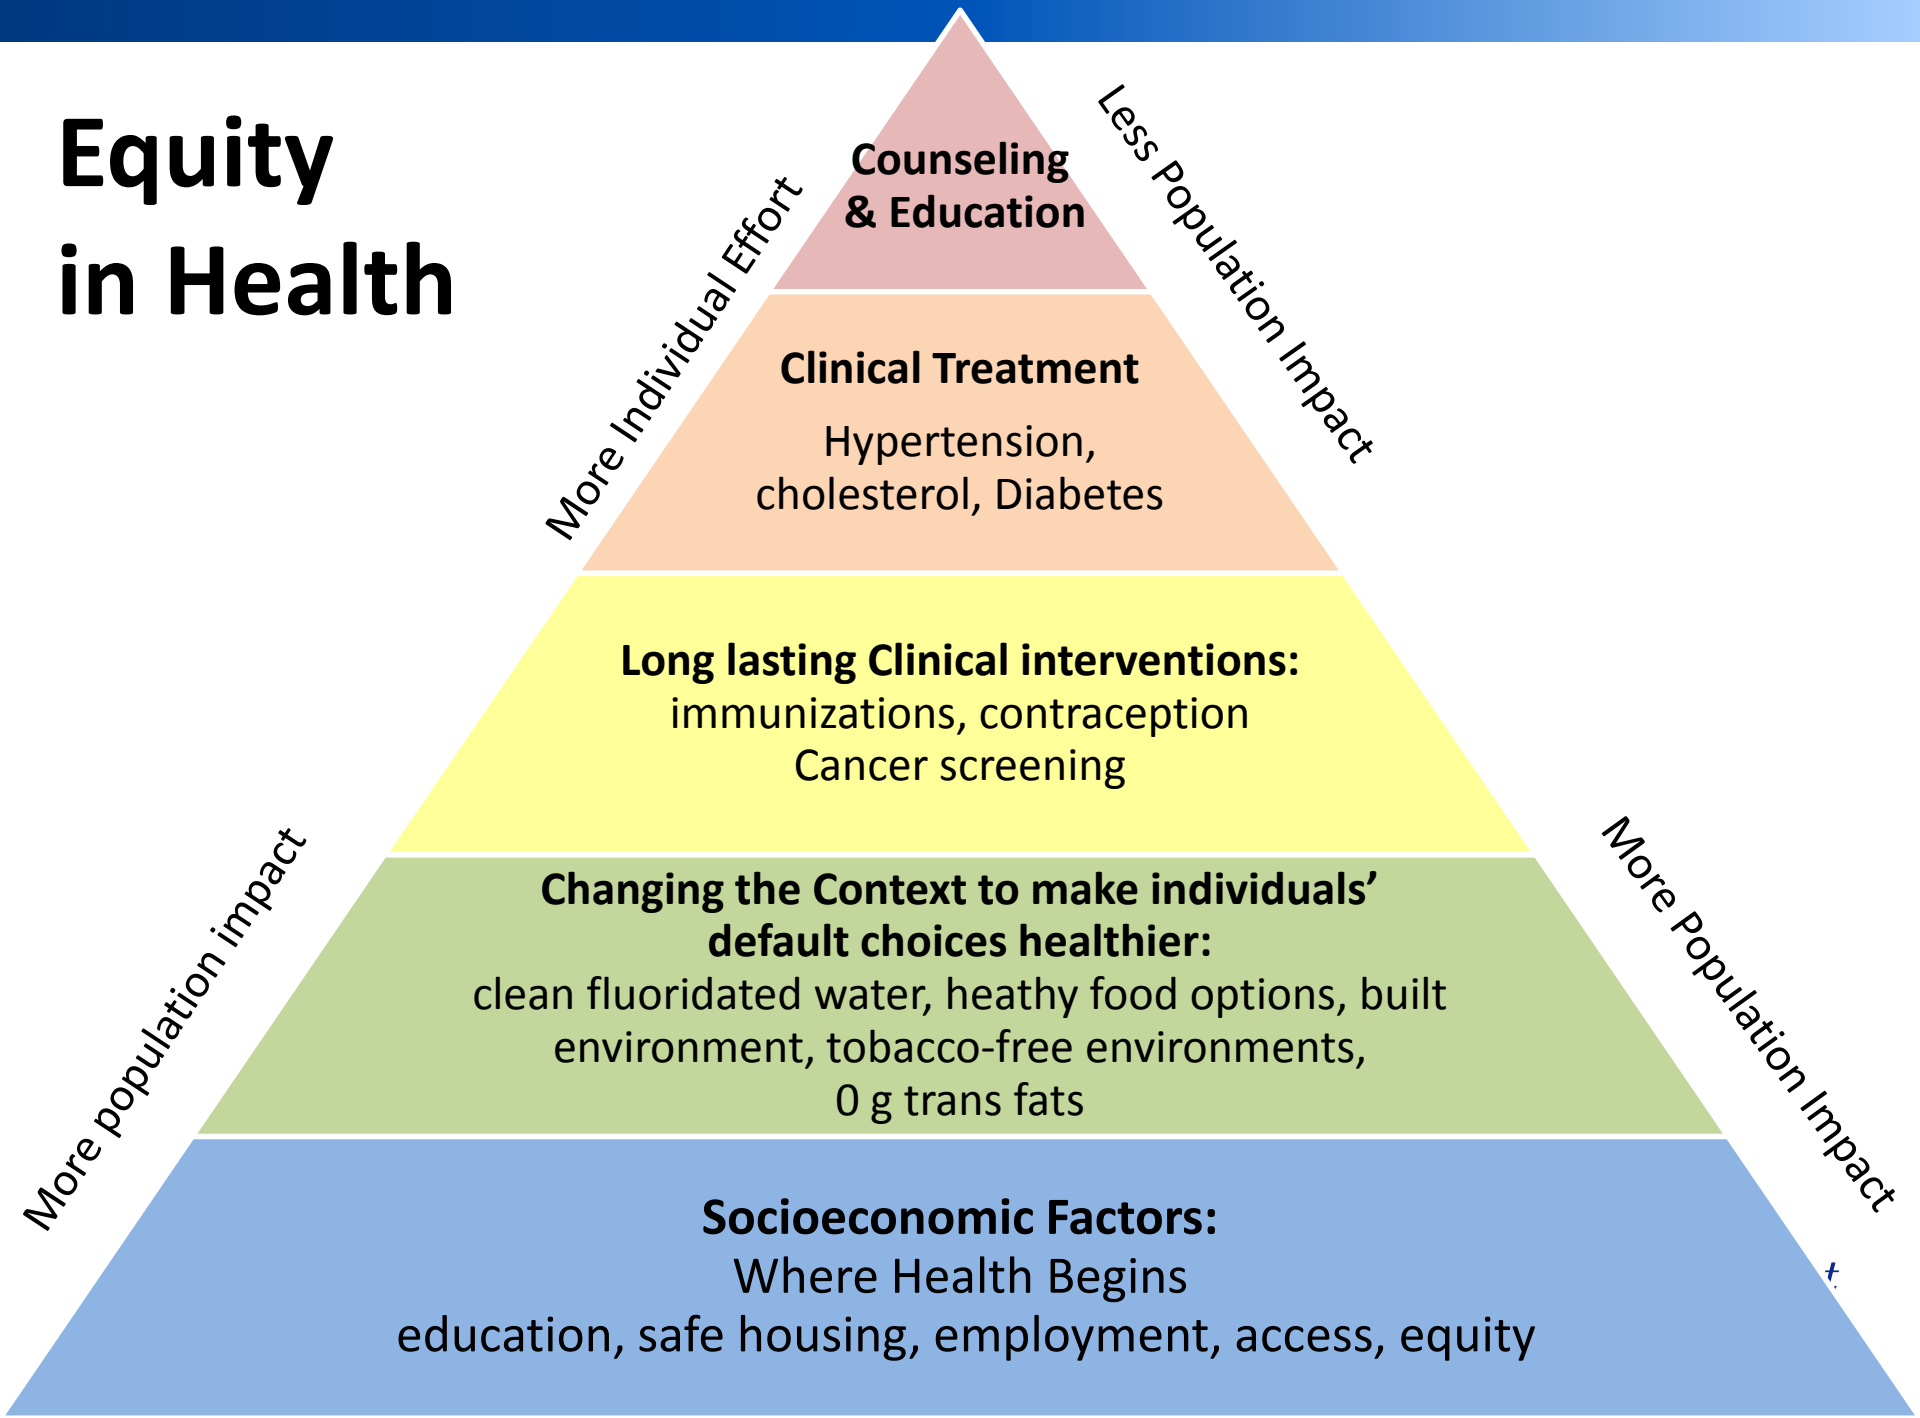 Equity
in Health
Counseling
& Education
More Individual Effort
Less Population Impact
Clinical Treatment
Hypertension,
cholesterol, Diabetes
Long lasting Clinical interventions:
immunizations, contraception
Cancer screening
Changing the Context to make individuals’
default choices healthier:
clean fluoridated water, heathy food options, built
environment, tobacco-free environments,
0 g trans fats
More population impact
More Population Impact
Socioeconomic Factors:
Where Health Begins
education, safe housing, employment, access, equity